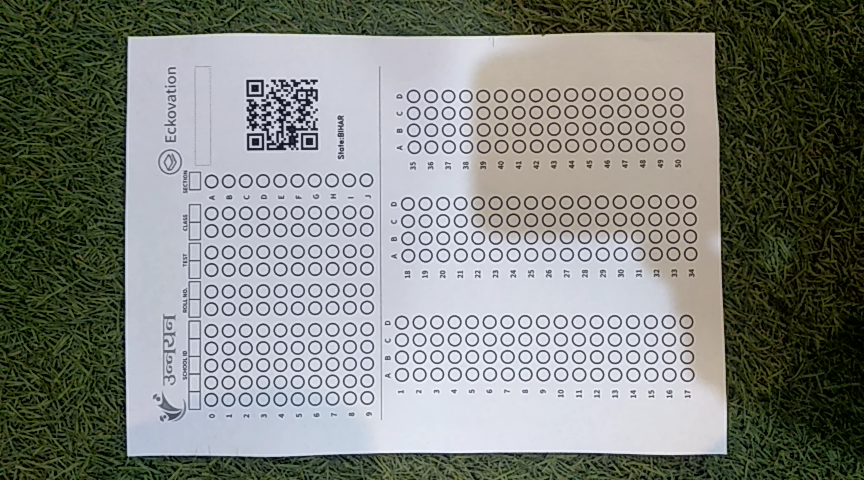 उन्नयन
Eckovation
SCHOOL ID ROLL NO. TEST CLASS SECTION
0 A
1 B
2 C
3 D
4 E
5 F
6 G
7 H
8 I
9 J
State:BIHAR
A B C D
1
2
3
4
5
6
7
8
9
10
11
12
13
14
15
16
17
A B C D
18
19
20
21
22
23
24
25
26
27
28
29
30
31
32
33
34
A B C D
35
36
37
38
39
40
41
42
43
44
45
46
47
48
49
50